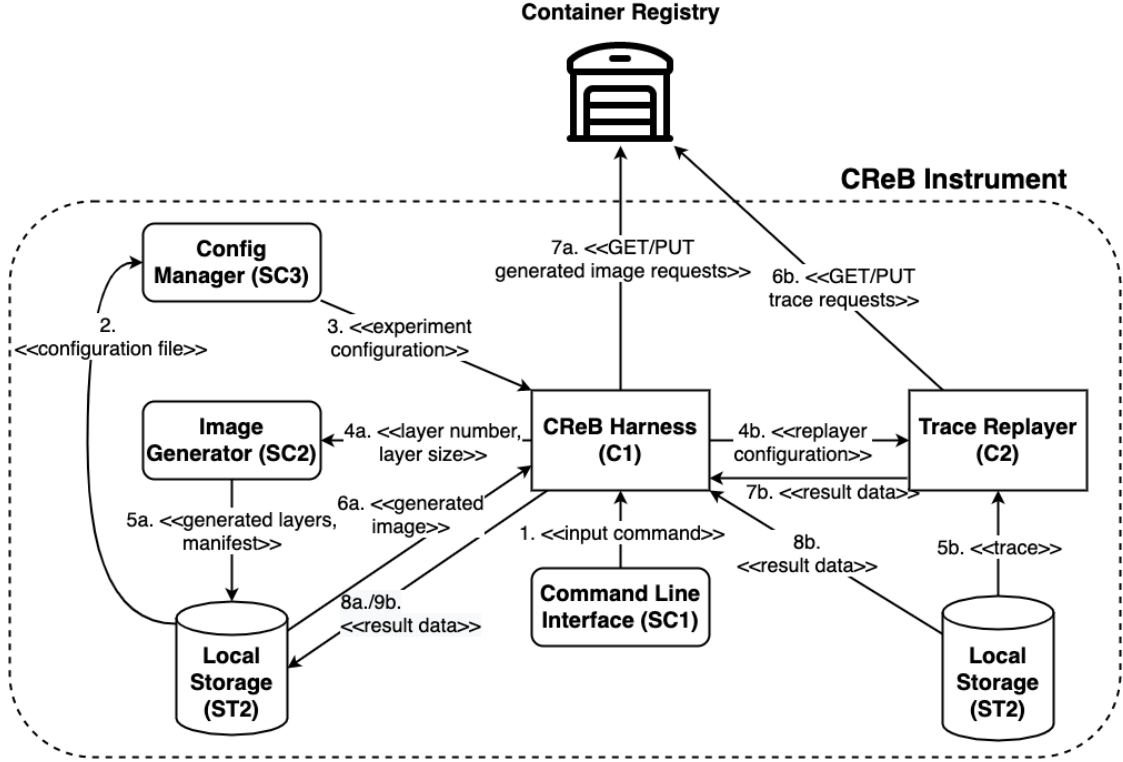 Container Registry
CReB Instrument
Config
Manager (SC3)
7a. <<GET/PUT
generated image requests>>
6b. <<GET/PUT
trace requests>>
2.
<<configuration file>>
3. <<experiment
configuration>>
Image
Generator (SC2)
4a. <<layer number,
layer size>>
CReB Harness
(C1)
4b. <<replayer
configuration>>
Trace Replayer
(C2)
7b. <<result data>>
5a. <<generated layers,
manifest>>
6a. <<generated
image>>
1. <<input command>>
8b.
<<result data>>
5b. <<trace>>
8a./9b.
<<result data>>
Command Line
Interface (SC1)
Local
Storage
(ST2)
Local
Storage
(ST2)